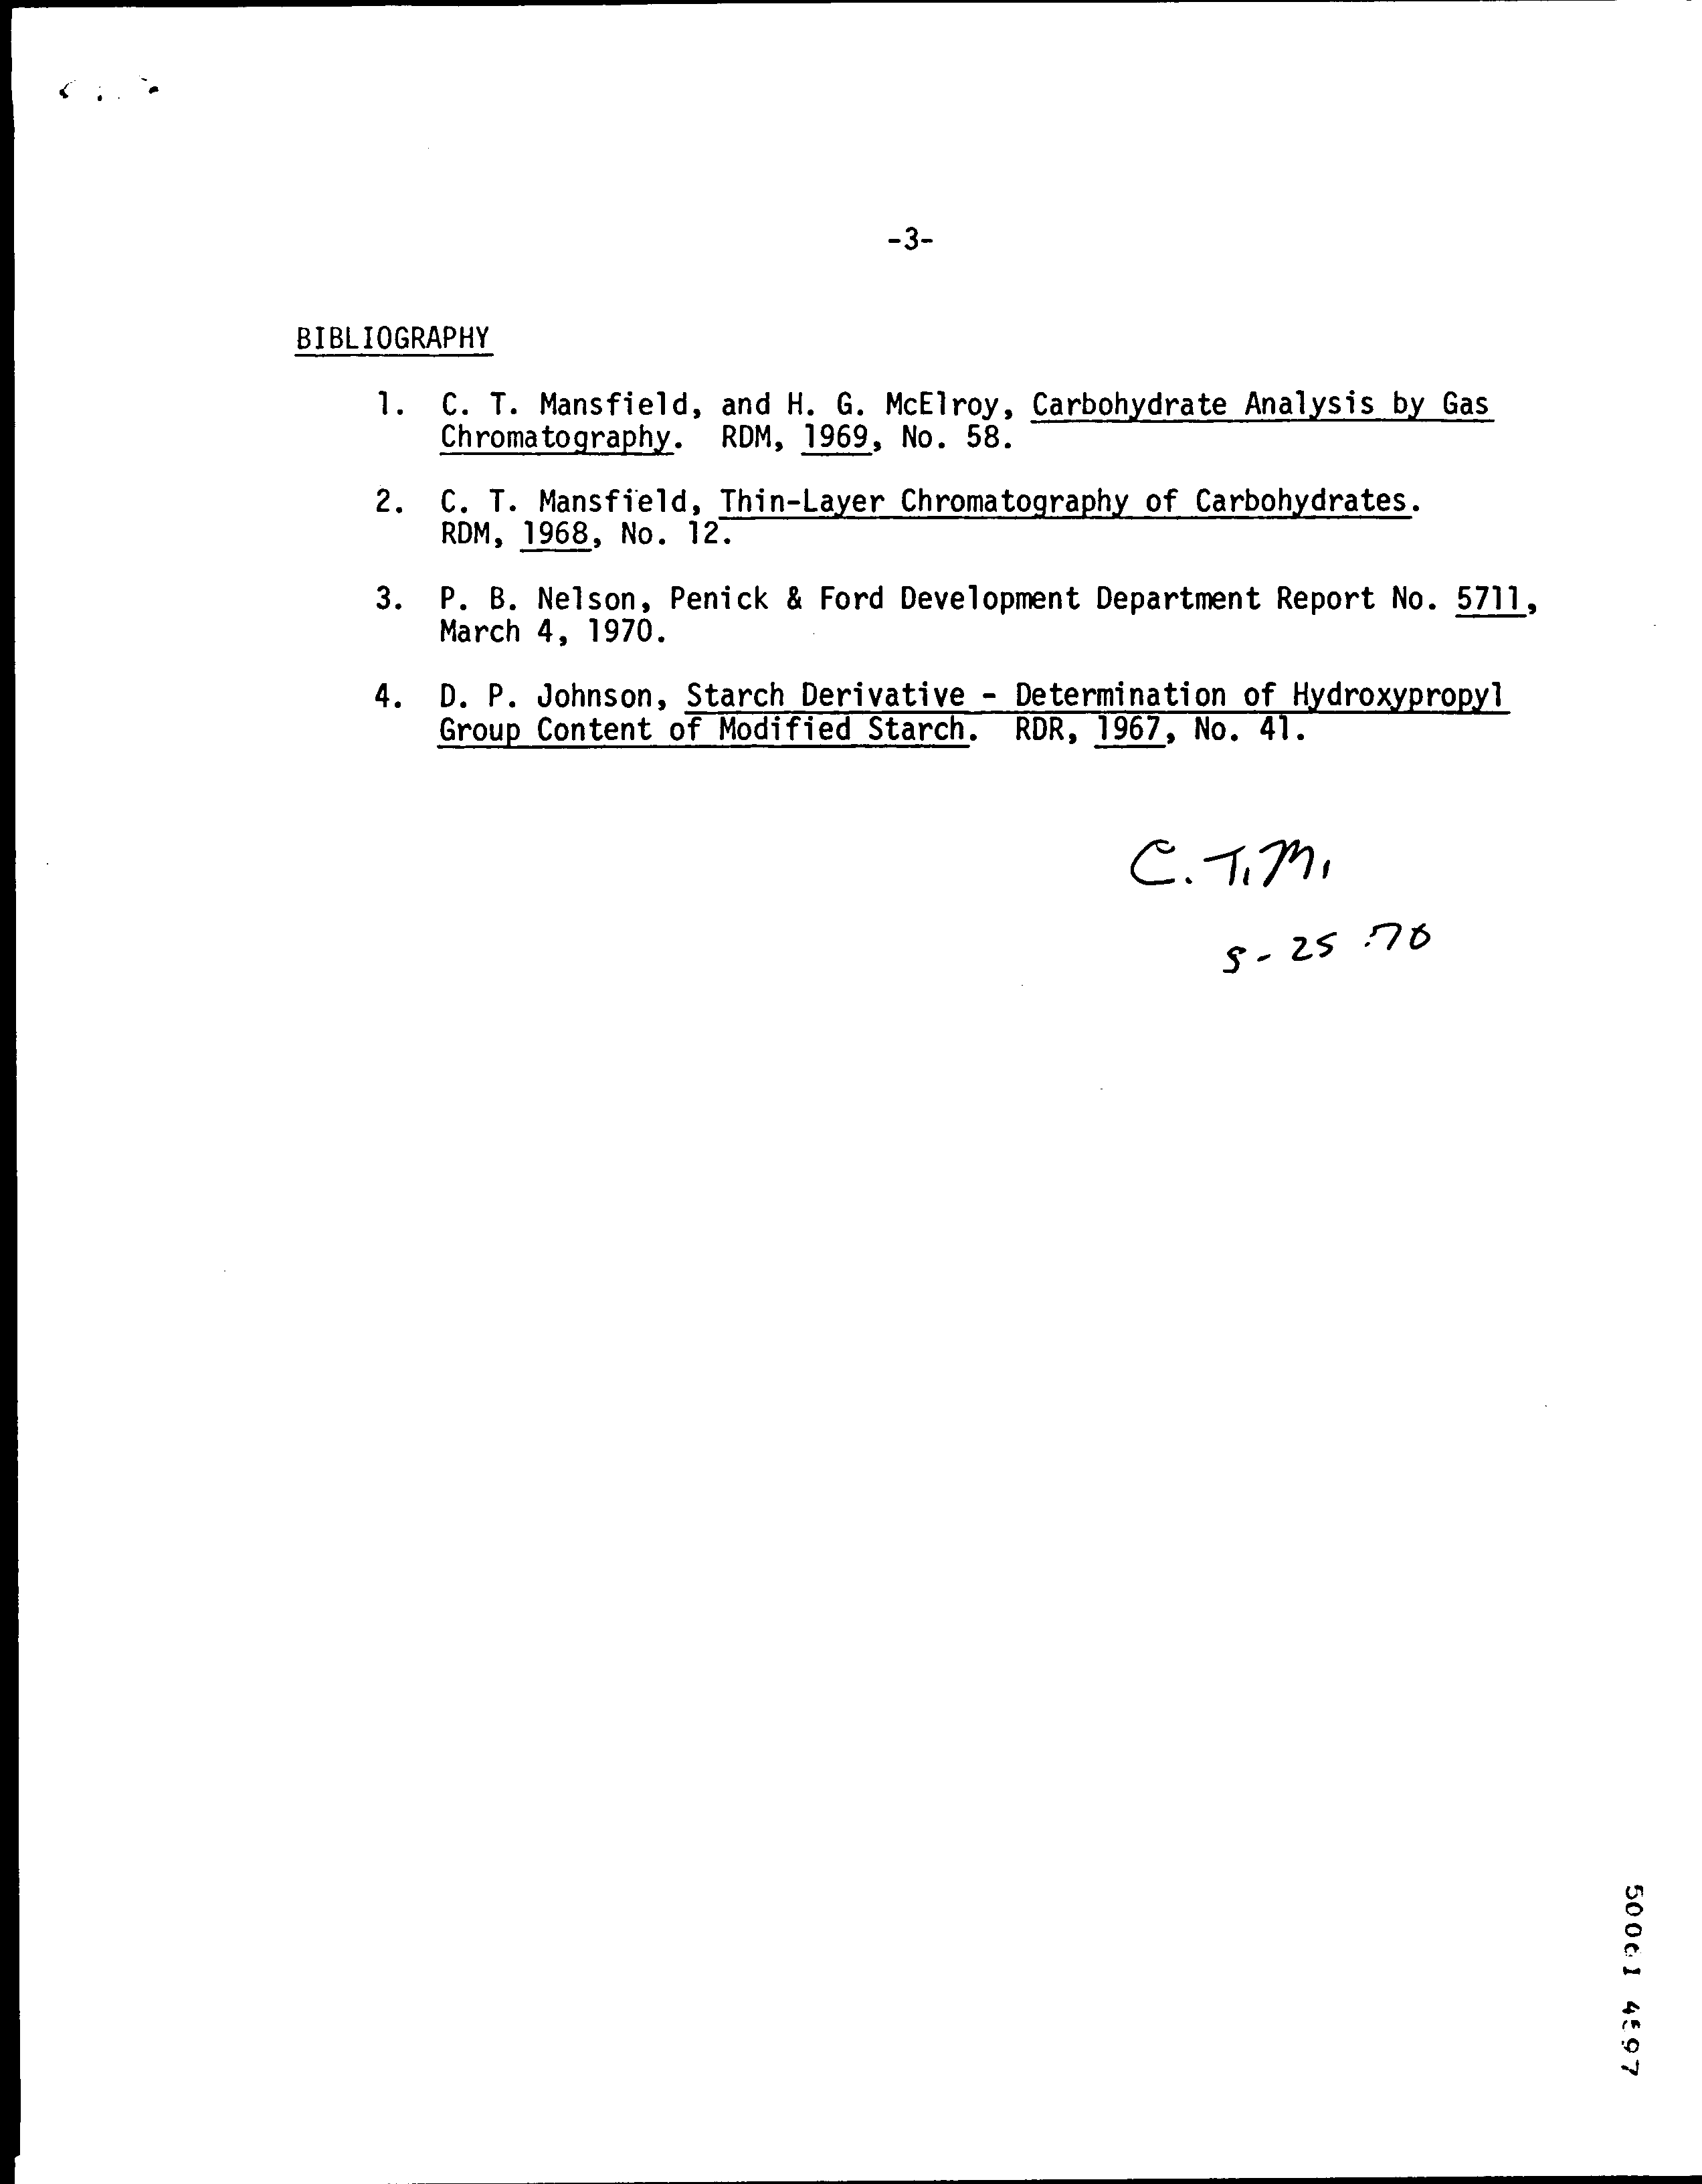 -3-
BIBLIOGRAPHY
1. C. T. Mansfield, and H. G. McElroy, Carbohydrate Analysis by Gas
Chromatography. RDM, 1969, No. 58.
2. C. T. Mansfield, Thin-Layer Chromatography of Carbohydrates.
RDM, 1968, No. 12.
3. P. B. Nelson, Penick & Ford Development Department Report No. 5711,
March 4, 1970.
4. D. P. Johnson, Starch Derivative - Determination of Hydroxypropyl
Group Content of Modified Starch. RDR, 1967, No. 41.
C.T.M.
5-25-70